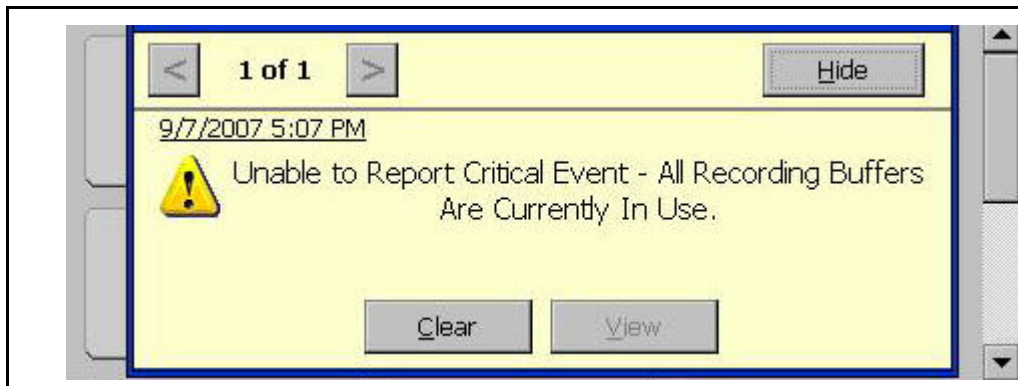 < 1 of 1 > Hide
9/7/2007 5:07 PM
Unable to Report Critical Event - All Recording Buffers
Are Currently In Use.
Clear View